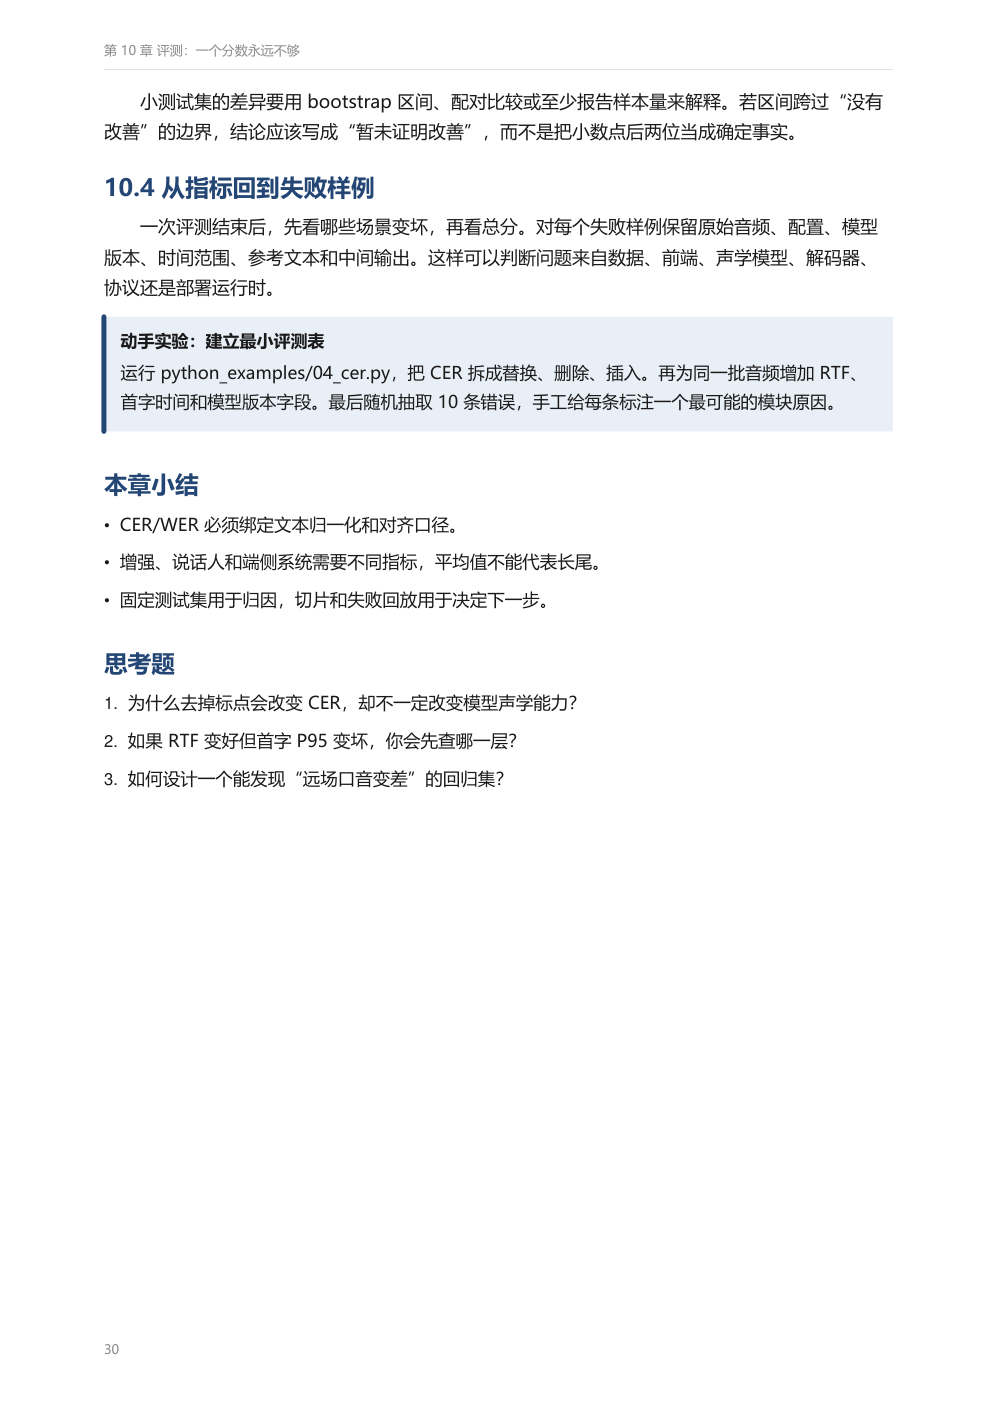 第 10 章 评测：一个分数永远不够
小测试集的差异要用 bootstrap 区间、配对比较或至少报告样本量来解释。若区间跨过“没有
改善”的边界，结论应该写成“暂未证明改善”，而不是把小数点后两位当成确定事实。
10.4 从指标回到失败样例
一次评测结束后，先看哪些场景变坏，再看总分。对每个失败样例保留原始音频、配置、模型
版本、时间范围、参考文本和中间输出。这样可以判断问题来自数据、前端、声学模型、解码器、
协议还是部署运行时。
动手实验：建立最小评测表
运行 python_examples/04_cer.py，把 CER 拆成替换、删除、插入。再为同一批音频增加 RTF、
首字时间和模型版本字段。最后随机抽取 10 条错误，手工给每条标注一个最可能的模块原因。
本章小结
• CER/WER 必须绑定文本归一化和对齐口径。
• 增强、说话人和端侧系统需要不同指标，平均值不能代表长尾。
• 固定测试集用于归因，切片和失败回放用于决定下一步。
思考题
1. 为什么去掉标点会改变 CER，却不一定改变模型声学能力？
2. 如果 RTF 变好但首字 P95 变坏，你会先查哪一层？
3. 如何设计一个能发现“远场口音变差”的回归集？
30